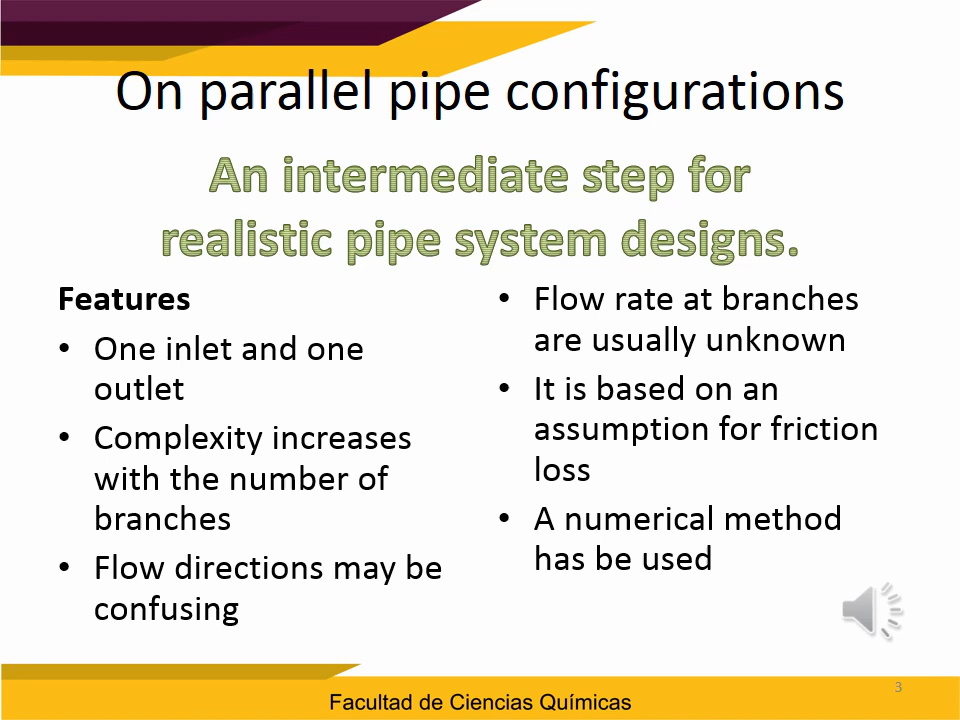 On parallel pipe configurations
An intermediate step for
realistic pipe system designs.
Features
• One inlet and one
outlet
• Complexity increases
with the number of
branches
• Flow directions may be
confusing
• Flow rate at branches
are usually unknown
• It is based on an
assumption for friction
loss
• A numerical method
has be used
3
Facultad de Ciencias Químicas